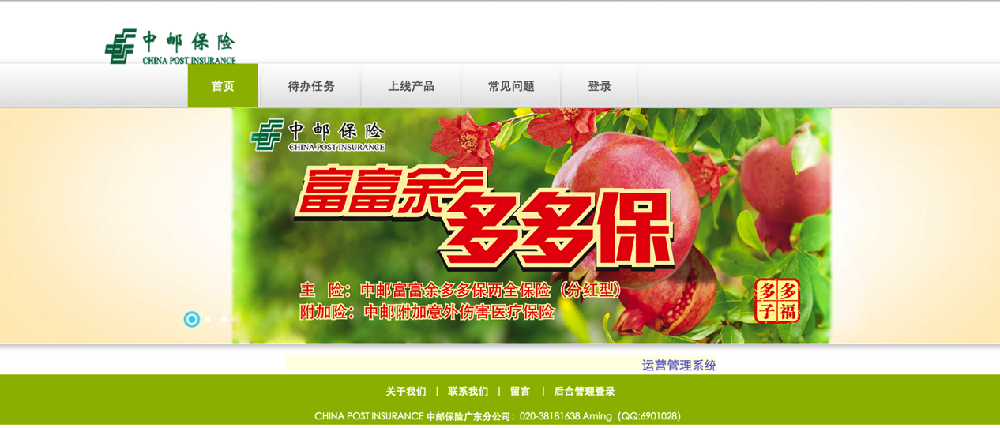 中邮保险
CHINA POST INSURANCE
首页 待办任务 上线产品 常见问题 登录
中邮保险
CHINA POST INSURANCE
富富余
多多保
主 险：中邮富富余多多保两全保险（分红型）
附加险：中邮附加意外伤害医疗保险
多多
子福
运营管理系统
关于我们 | 联系我们 | 留言 | 后台管理登录
CHINA POST INSURANCE 中邮保险广东分公司：020-38181638 Aming（QQ:6901028）